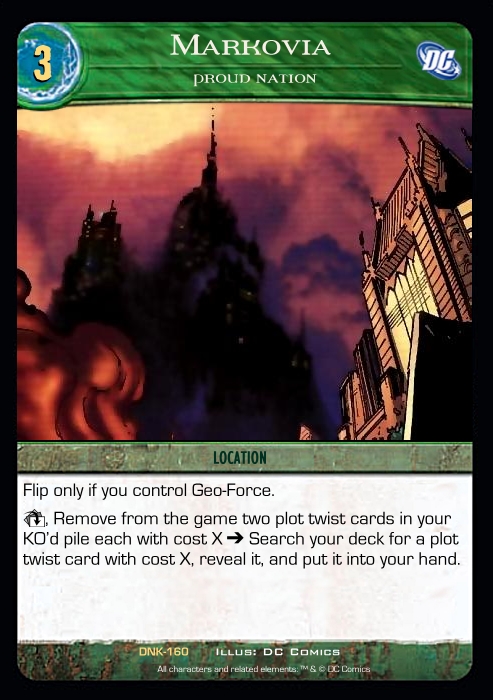 3
Markovia
DC
Proud Nation
LOCATION
Flip only if you control Geo-Force.
, Remove from the game two plot twist cards in your
KO'd pile each with cost X ➔ Search your deck for a plot
twist card with cost X, reveal it, and put it into your hand.
DNK-160 Illus: DC Comics
All characters and related elements: ™ & © DC Comics